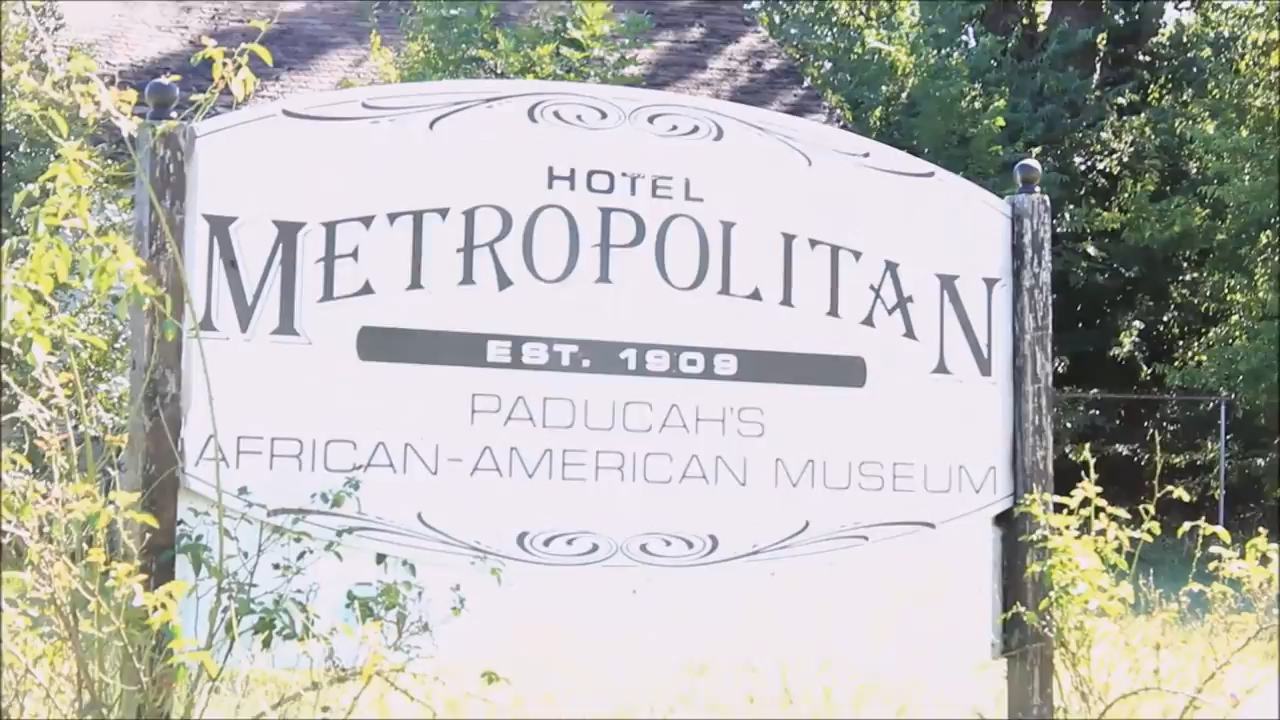 HOTEL
METROPOLITAN
EST. 1909
PADUCAH'S
AFRICAN-AMERICAN MUSEUM